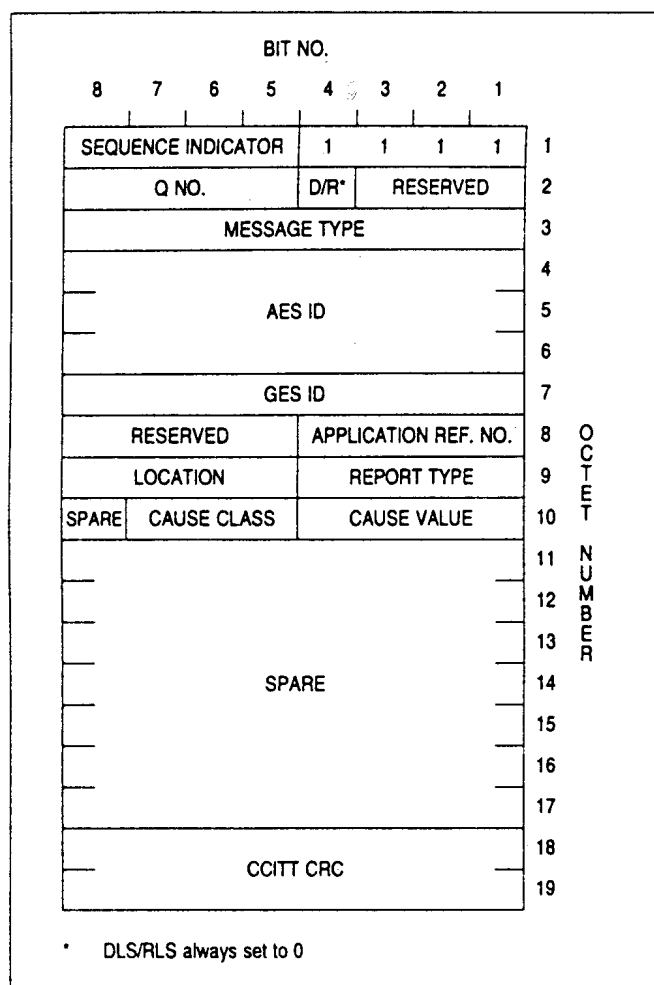 BIT NO.
8 7 6 5 4 3 2 1
SEQUENCE INDICATOR 1 1 1 1 1
Q NO. D/R* RESERVED 2
MESSAGE TYPE 3
4
AES ID 5
6
GES ID 7
RESERVED APPLICATION REF. NO. 8
LOCATION REPORT TYPE 9
SPARE CAUSE CLASS CAUSE VALUE 10
11
12
13
SPARE 14
15
16
17
18
CCITT CRC
19
OCTET NUMBER
* DLS/RLS always set to 0